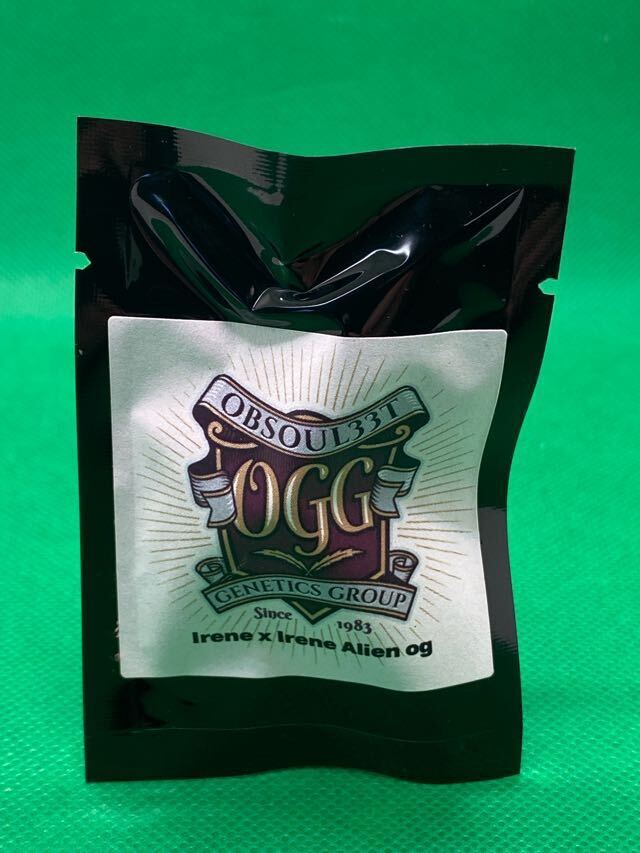 OBSOUL33T
OGG
GENETICS GROUP
Since 1983
Irene x Irene Alien og